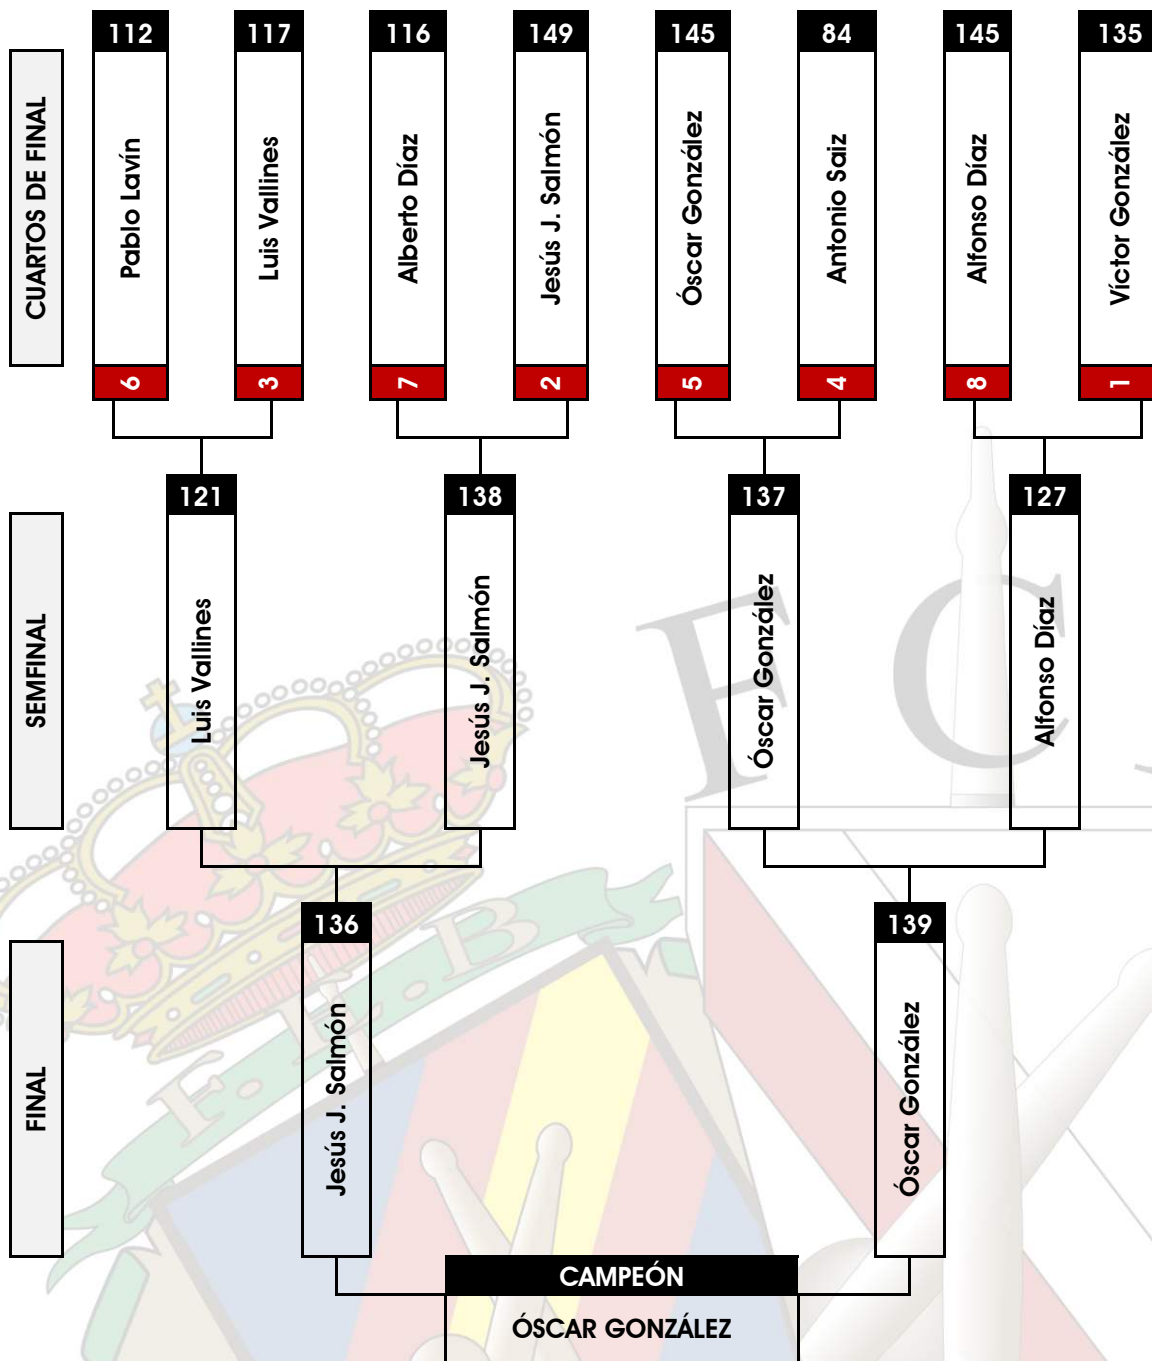 112 117 116 149 145 84 145 135
CUARTOS DE FINAL
Pablo Lavín
Luis Vallines
Alberto Díaz
Jesús J. Salmón
Óscar González
Antonio Saiz
Alfonso Díaz
Víctor González
6 3 7 2 5 4 8 1
121 138 137 127
SEMFINAL
Luis Vallines
Jesús J. Salmón
Óscar González
Alfonso Díaz
F C
F. H. B
136 139
FINAL
Jesús J. Salmón
Óscar González
CAMPEÓN
ÓSCAR GONZÁLEZ